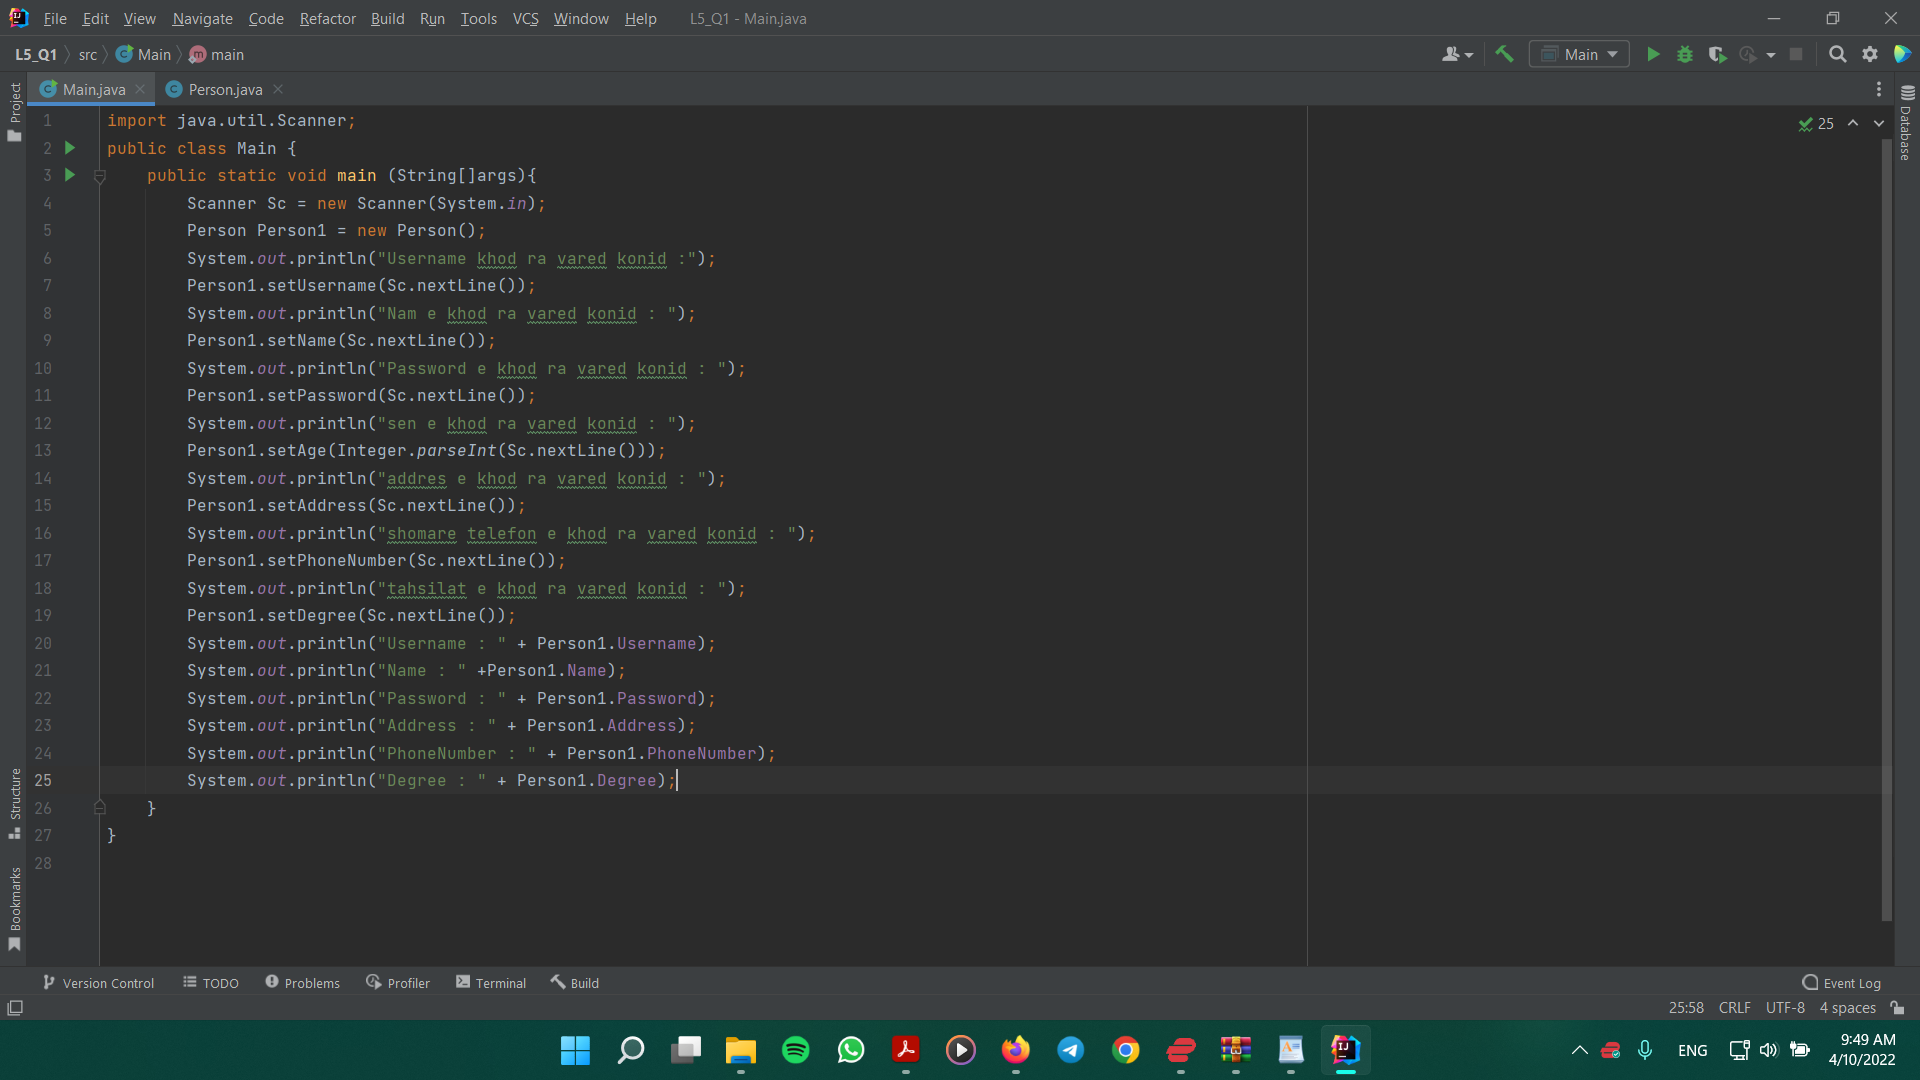 File Edit View Navigate Code Refactor Build Run Tools VCS Window Help L5_Q1 - Main.java
L5_Q1 src Main main
Main
Project
Main.java Person.java
Database
25
1 import java.util.Scanner;
2 public class Main {
3 public static void main (String[]args){
4 Scanner Sc = new Scanner(System.in);
5 Person Person1 = new Person();
6 System.out.println("Username khod ra vared konid :");
7 Person1.setUsername(Sc.nextLine());
8 System.out.println("Nam e khod ra vared konid : ");
9 Person1.setName(Sc.nextLine());
10 System.out.println("Password e khod ra vared konid : ");
11 Person1.setPassword(Sc.nextLine());
12 System.out.println("sen e khod ra vared konid : ");
13 Person1.setAge(Integer.parseInt(Sc.nextLine()));
14 System.out.println("addres e khod ra vared konid : ");
15 Person1.setAddress(Sc.nextLine());
16 System.out.println("shomare telefon e khod ra vared konid : ");
17 Person1.setPhoneNumber(Sc.nextLine());
18 System.out.println("tahsilat e khod ra vared konid : ");
19 Person1.setDegree(Sc.nextLine());
20 System.out.println("Username : " + Person1.Username);
21 System.out.println("Name : " +Person1.Name);
22 System.out.println("Password : " + Person1.Password);
23 System.out.println("Address : " + Person1.Address);
24 System.out.println("PhoneNumber : " + Person1.PhoneNumber);
25 System.out.println("Degree : " + Person1.Degree);
26 }
27 }
28
Structure
Bookmarks
Version Control TODO Problems Profiler Terminal Build Event Log
25:58 CRLF UTF-8 4 spaces
ENG
9:49 AM
4/10/2022